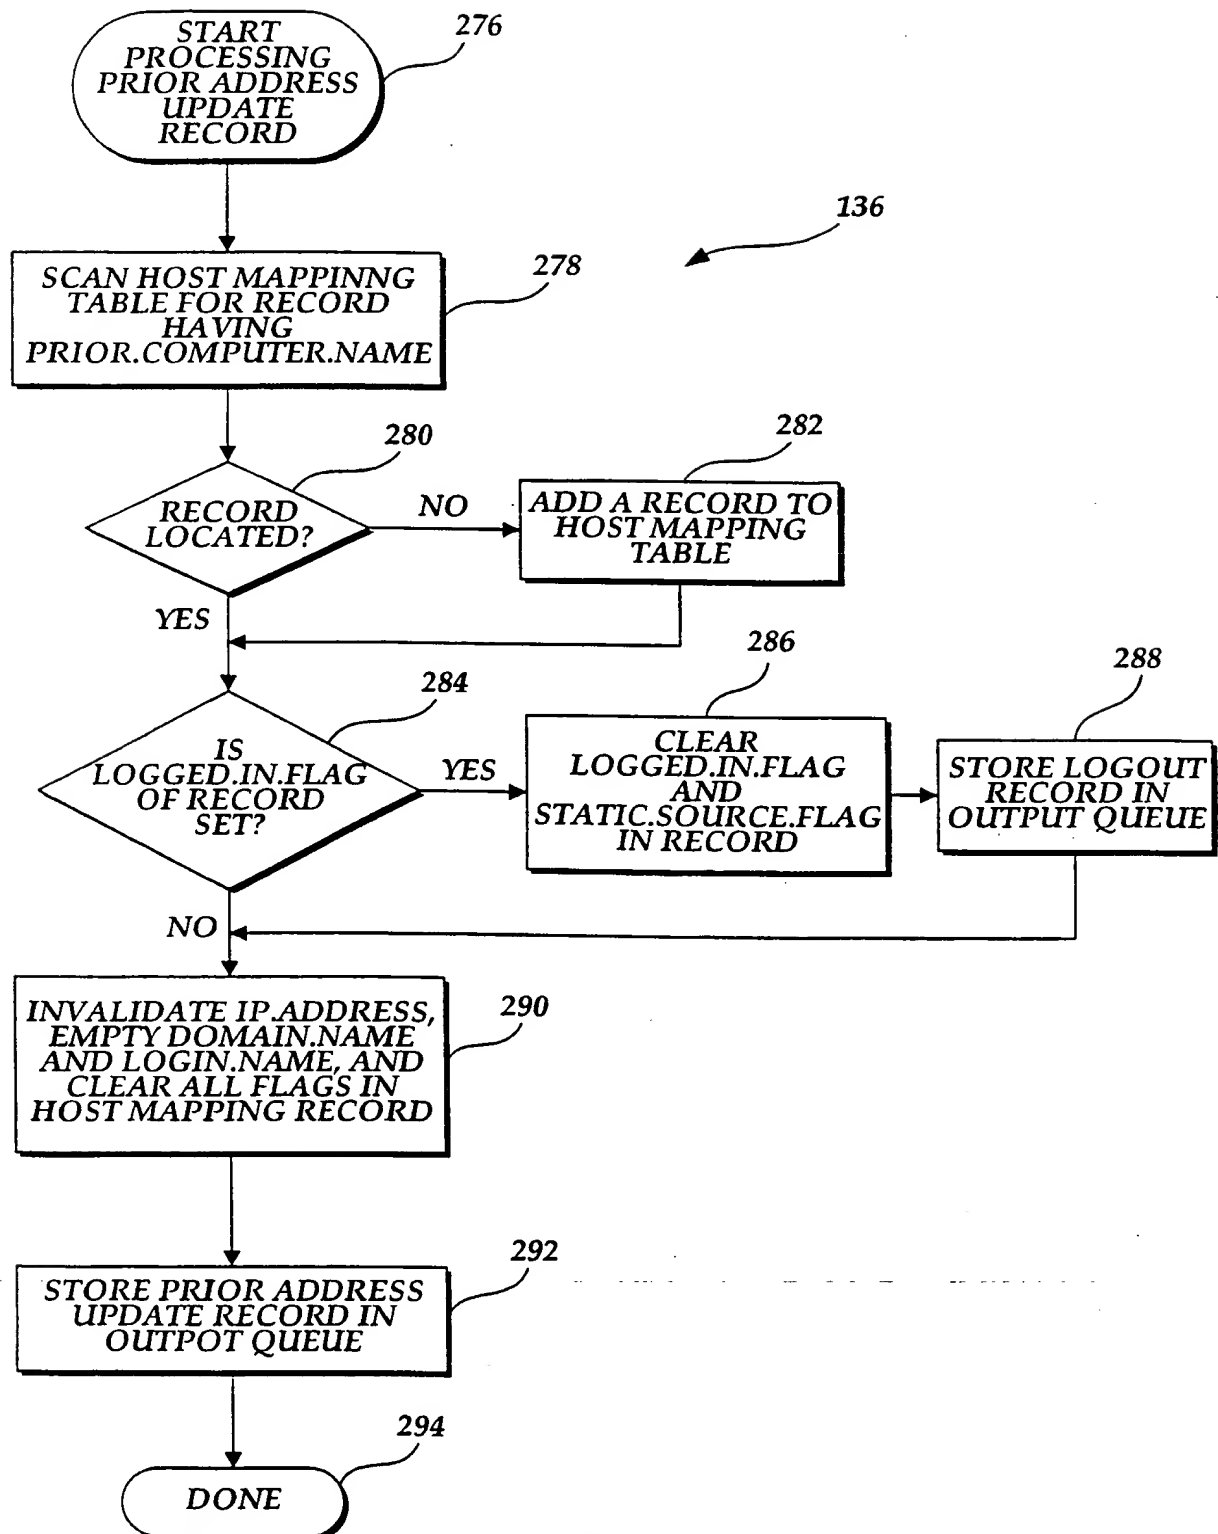 START
PROCESSING
PRIOR ADDRESS
UPDATE
RECORD
276
136
SCAN HOST MAPPINNG
TABLE FOR RECORD
HAVING
PRIOR.COMPUTER.NAME
278
280
RECORD
LOCATED?
NO
282
ADD A RECORD TO
HOST MAPPING
TABLE
YES
284
IS
LOGGED.IN.FLAG
OF RECORD
SET?
YES
286
CLEAR
LOGGED.IN.FLAG
AND
STATIC.SOURCE.FLAG
IN RECORD
288
STORE LOGOUT
RECORD IN
OUTPUT QUEUE
NO
INVALIDATE IP.ADDRESS,
EMPTY DOMAIN.NAME
AND LOGIN.NAME, AND
CLEAR ALL FLAGS IN
HOST MAPPING RECORD
290
292
STORE PRIOR ADDRESS
UPDATE RECORD IN
OUTPOT QUEUE
294
DONE